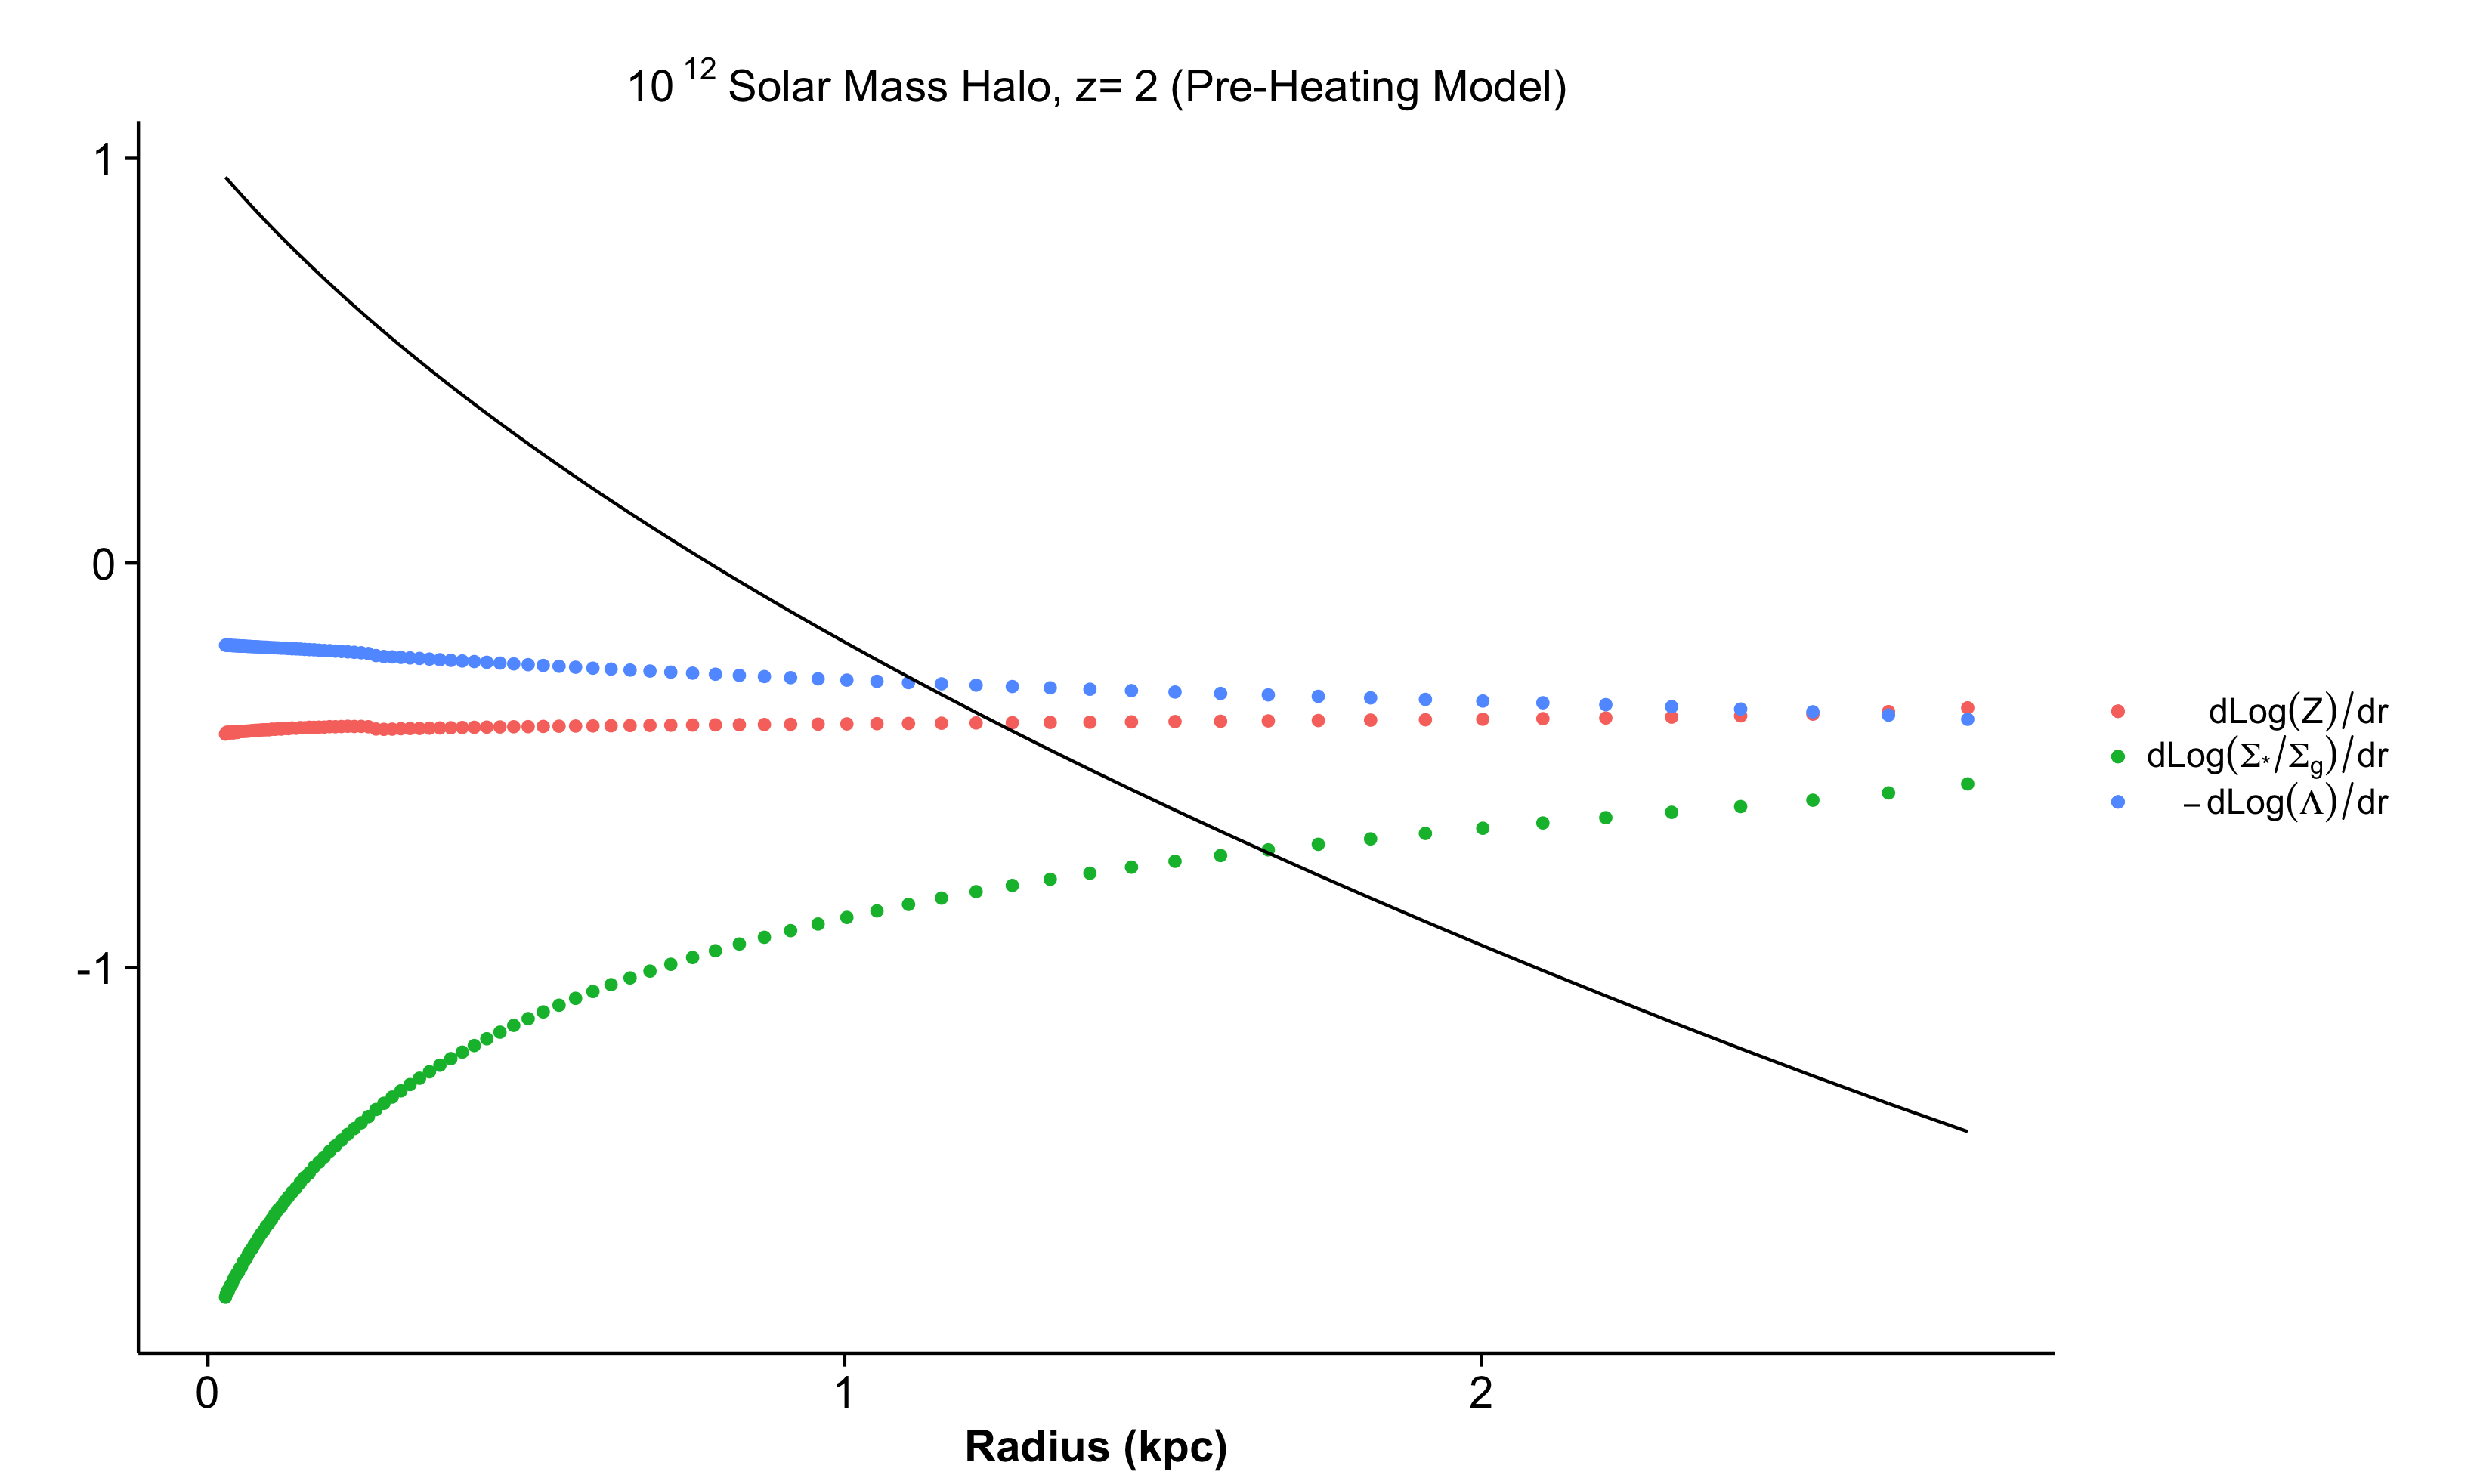 10 ¹² Solar Mass Halo, z= 2 (Pre-Heating Model)
1
0
-1
0
1
2
Radius (kpc)
dLog(Z)/dr
dLog(Σ*/Σg)/dr
– dLog(Λ)/dr